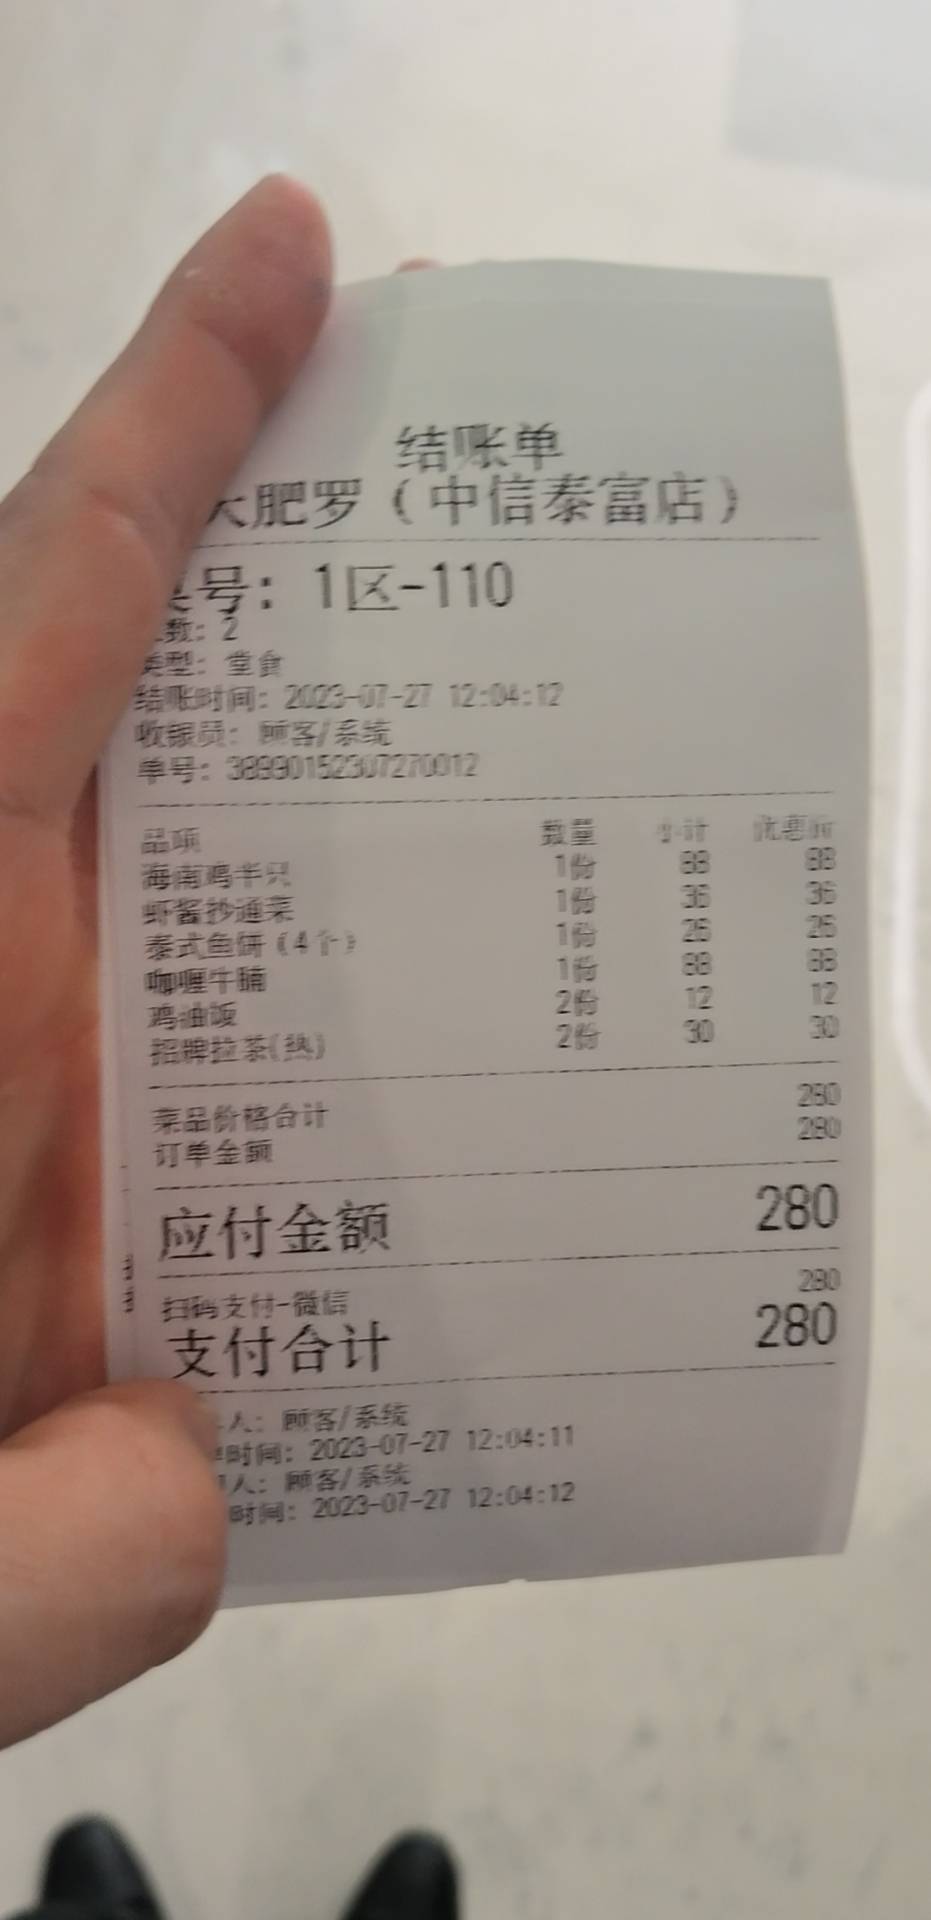 结账单
大肥罗（中信泰富店）
桌号：1区-110
数：2
类型：堂食
结账时间：2023-07-27 12:04:12
收银员：顾客/系统
单号：38990152307270012
品项 数量 小计 优惠后
海南鸡半只 1份 88 88
虾酱抄通菜 1份 36 36
泰式鱼饼（4个） 1份 26 26
咖喱牛腩 1份 88 88
鸡油饭 2份 12 12
招牌拉茶(热) 2份 30 30
菜品价格合计 280
订单金额 280
应付金额 280
扫码支付-微信 280
支付合计 280
人：顾客/系统
时间：2023-07-27 12:04:11
人：顾客/系统
时间：2023-07-27 12:04:12